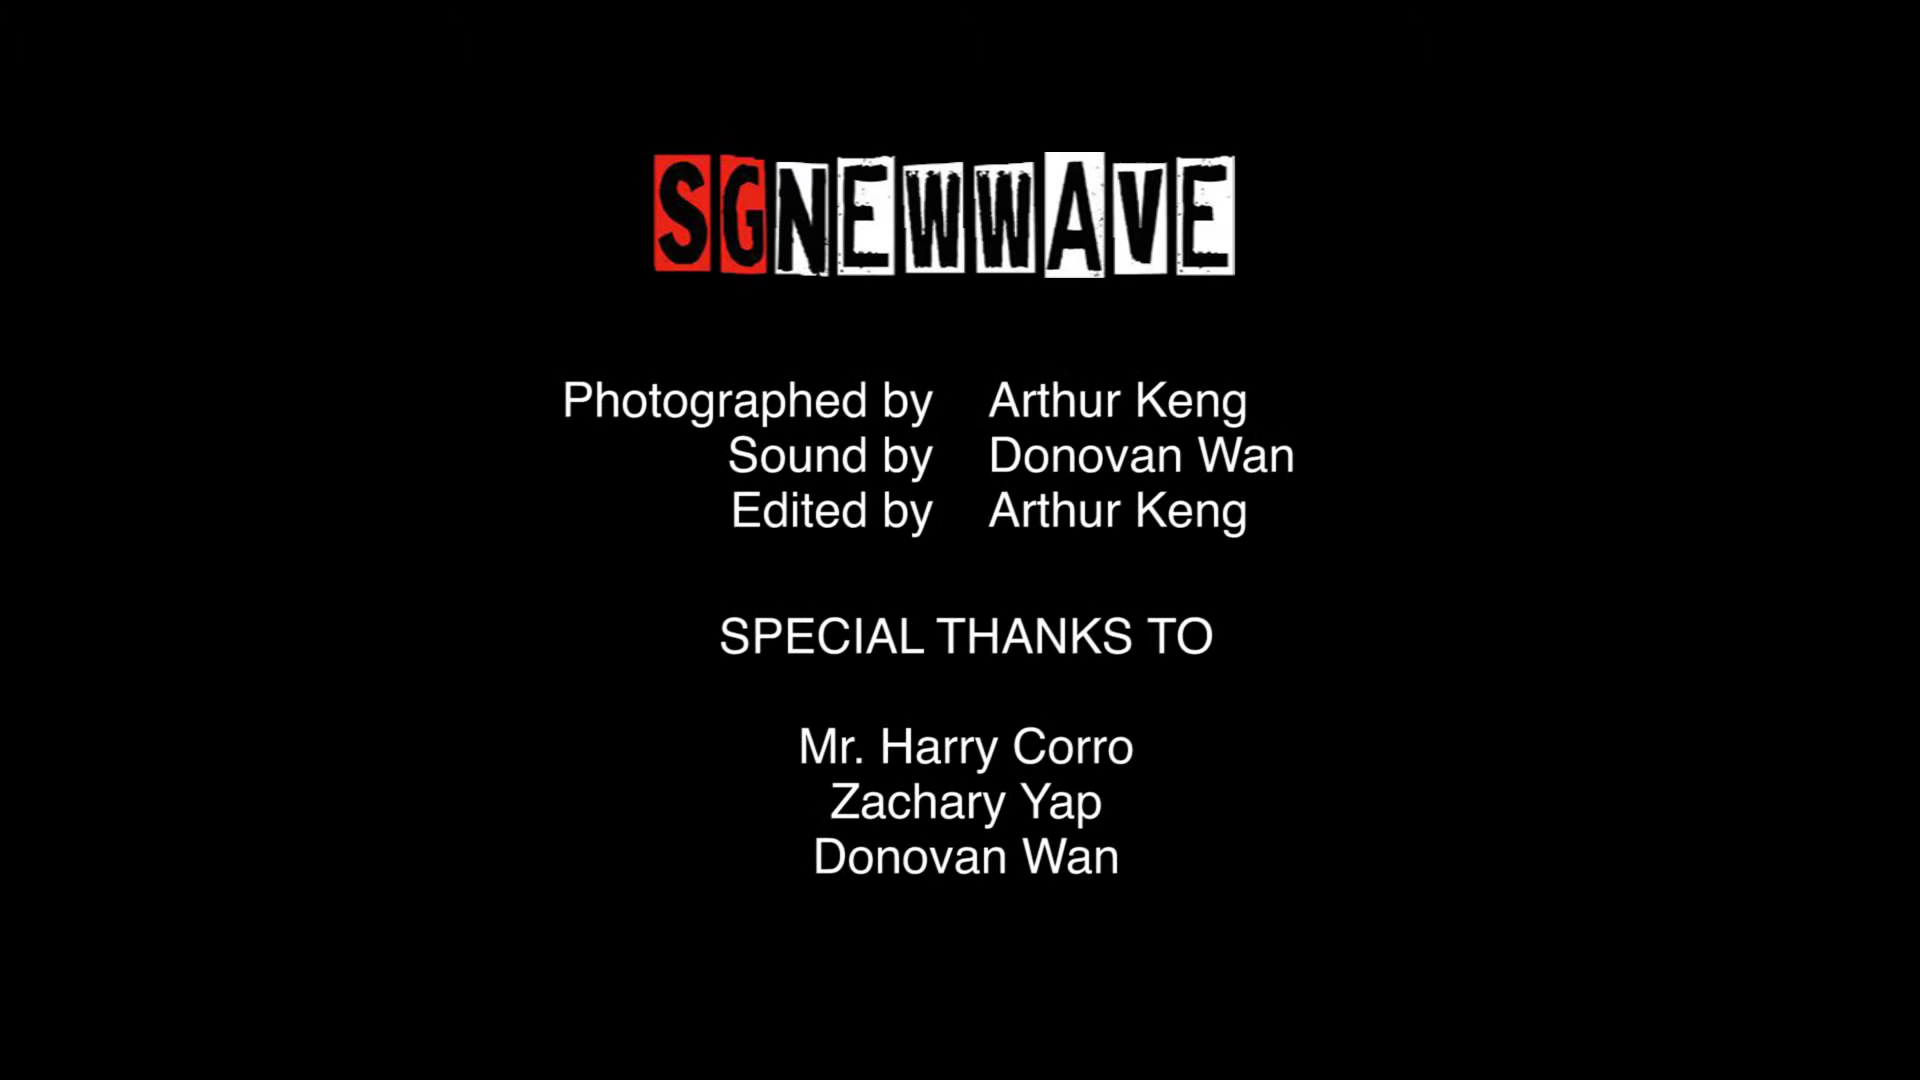 SGNEWWAVE
Photographed by Arthur Keng
Sound by Donovan Wan
Edited by Arthur Keng
SPECIAL THANKS TO
Mr. Harry Corro
Zachary Yap
Donovan Wan